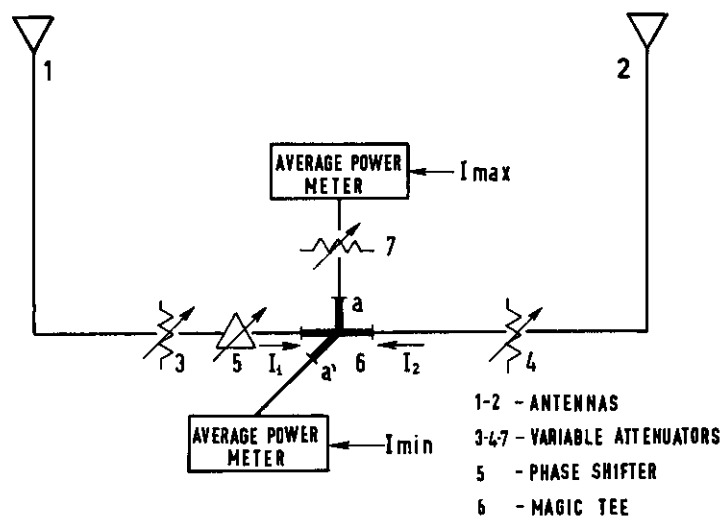 1
2
AVERAGE POWER
METER
Imax
7
a
3
5
I₁
a'
6
I₂
4
AVERAGE POWER
METER
Imin
1-2 - ANTENNAS
3-4-7 - VARIABLE ATTENUATORS
5 - PHASE SHIFTER
6 - MAGIC TEE